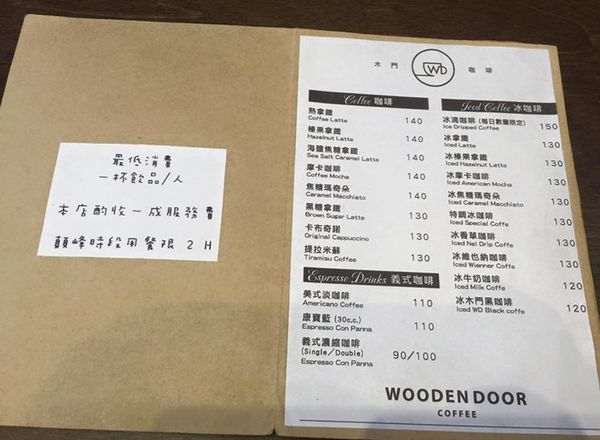 最低消費
一杯飲品/人
本店酌收一成服務費
顛峰時段用餐限 2 H
木門 WD 咖啡
Coffee 咖啡
熱拿鐵 140
Coffee Latte
榛果拿鐵 140
Hazelnut Latte
海鹽焦糖拿鐵 140
Sea Salt Caramel Latte
摩卡咖啡 140
Coffee Mocha
焦糖瑪奇朵 140
Caramel Macchiato
黑糖拿鐵 130
Brown Sugar Latte
卡布奇諾 130
Original Cappuccino
提拉米蘇 130
Tiramisu Coffee
Espresso Drinks 義式咖啡
美式淡咖啡 110
Americano Coffee
康寶藍 (30c.c.) 110
Espresso Con Panna
義式濃縮咖啡
(Single/Double) 90/100
Espresso Con Panna
Iced Coffee 冰咖啡
冰滴咖啡 (每日數量限定) 150
Ice Dripped Coffee
冰拿鐵 130
Iced Latte
冰榛果拿鐵 130
Iced Hazelnut Latte
冰摩卡咖啡 130
Iced American Mocha
冰焦糖瑪奇朵 130
Iced Caramel Macchiato
特調冰咖啡 130
Iced Special Coffee
冰香草咖啡 130
Iced Nel Drip Coffee
冰維也納咖啡 130
Iced Wienner Coffe
冰牛奶咖啡 120
Iced Milk Coffe
冰木門黑咖啡 120
Iced WD Black coffe
WOODEN DOOR
COFFEE